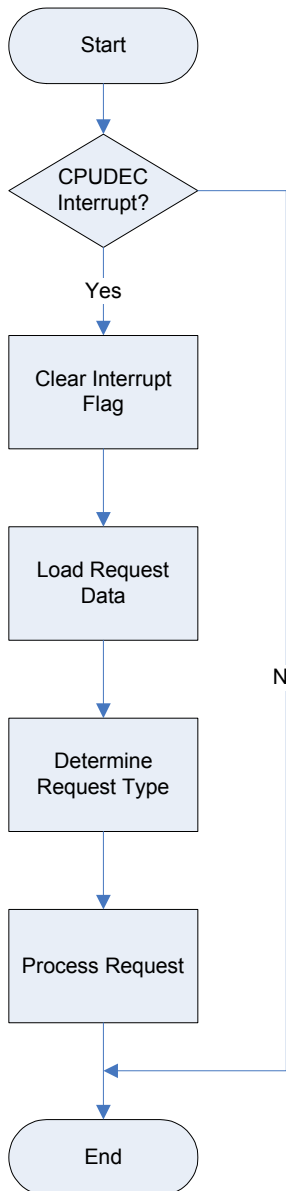 Start
CPUDEC
Interrupt?
Yes
Clear Interrupt
Flag
Load Request
Data
N
Determine
Request Type
Process Request
End